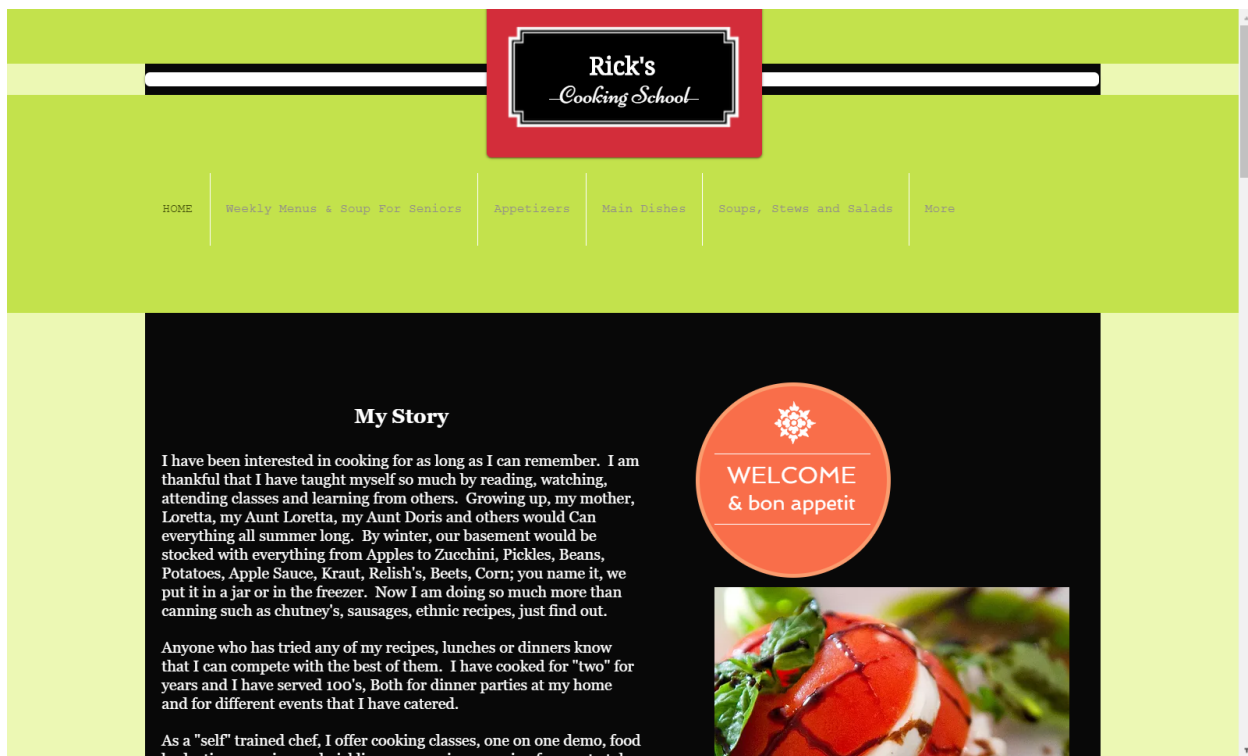 Rick's
Cooking School
HOME
Weekly Menus & Soup For Seniors
Appetizers
Main Dishes
Soups, Stews and Salads
More
My Story
I have been interested in cooking for as long as I can remember.  I am
thankful that I have taught myself so much by reading, watching,
attending classes and learning from others.  Growing up, my mother,
Loretta, my Aunt Loretta, my Aunt Doris and others would Can
everything all summer long.  By winter, our basement would be
stocked with everything from Apples to Zucchini, Pickles, Beans,
Potatoes, Apple Sauce, Kraut, Relish's, Beets, Corn; you name it, we
put it in a jar or in the freezer.  Now I am doing so much more than
canning such as chutney's, sausages, ethnic recipes, just find out.
Anyone who has tried any of my recipes, lunches or dinners know
that I can compete with the best of them.  I have cooked for "two" for
years and I have served 100's, Both for dinner parties at my home
and for different events that I have catered.
As a "self" trained chef, I offer cooking classes, one on one demo, food
WELCOME
& bon appetit